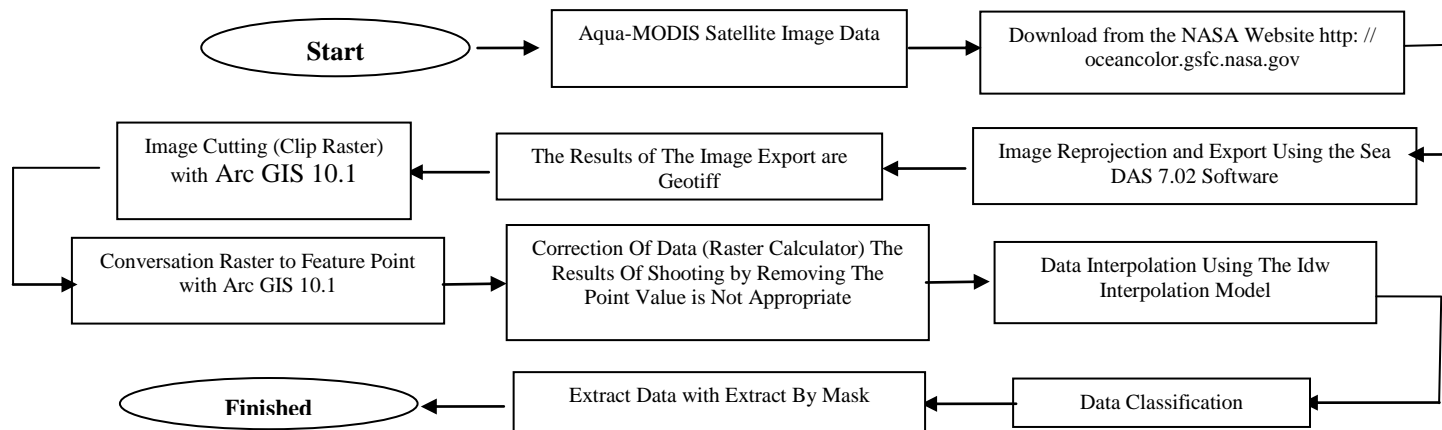 Start
Aqua-MODIS Satellite Image Data
Download from the NASA Website http: //
oceancolor.gsfc.nasa.gov
Image Reprojection and Export Using the Sea
DAS 7.02 Software
The Results of The Image Export are
Geotiff
Image Cutting (Clip Raster)
with Arc GIS 10.1
Conversation Raster to Feature Point
with Arc GIS 10.1
Correction Of Data (Raster Calculator) The
Results Of Shooting by Removing The
Point Value is Not Appropriate
Data Interpolation Using The Idw
Interpolation Model
Data Classification
Extract Data with Extract By Mask
Finished